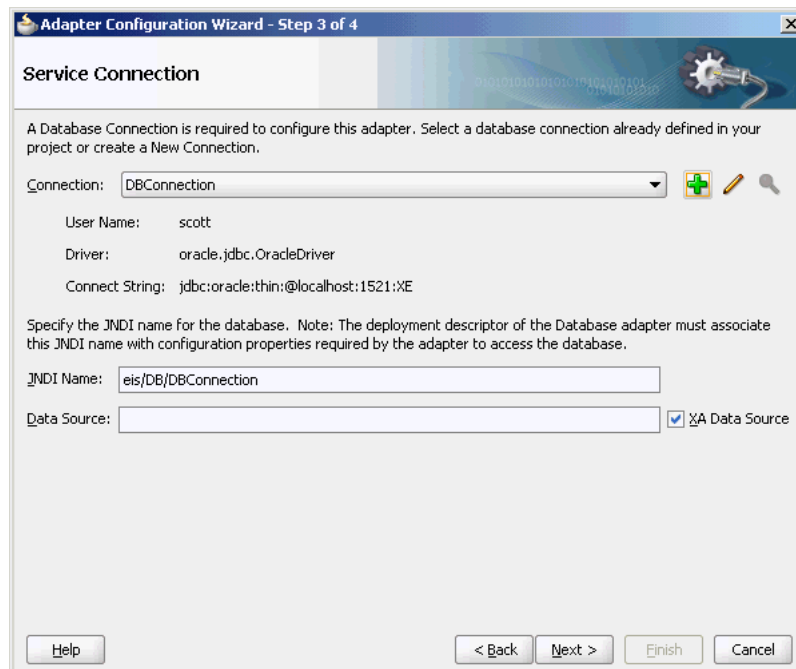 Adapter Configuration Wizard - Step 3 of 4
Service Connection
A Database Connection is required to configure this adapter. Select a database connection already defined in your
project or create a New Connection.
Connection: DBConnection
User Name: scott
Driver: oracle.jdbc.OracleDriver
Connect String: jdbc:oracle:thin:@localhost:1521:XE
Specify the JNDI name for the database. Note: The deployment descriptor of the Database adapter must associate
this JNDI name with configuration properties required by the adapter to access the database.
JNDI Name: eis/DB/DBConnection
Data Source: XA Data Source
Help < Back Next > Finish Cancel